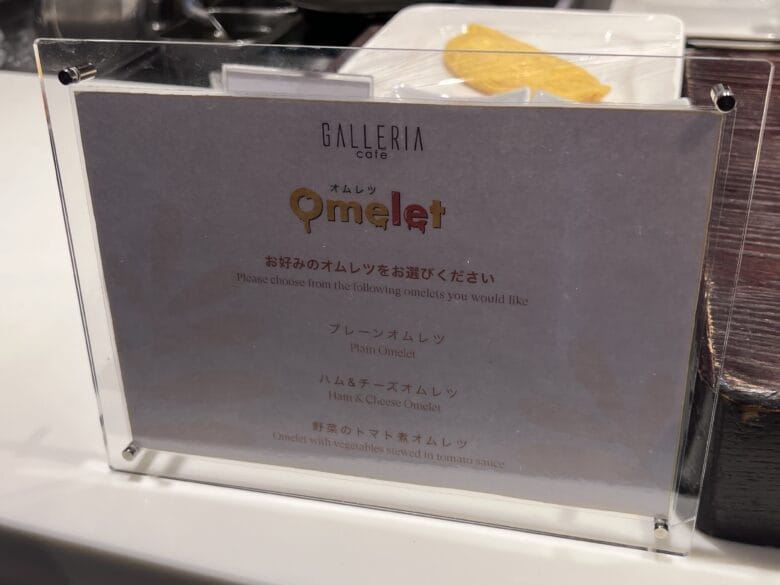 GALLERIA
cafe
オムレツ
Omelet
お好みのオムレツをお選びください
Please choose from the following omelets you would like
プレーンオムレツ
Plain Omelet
ハム&チーズオムレツ
Ham & Cheese Omelet
野菜のトマト煮オムレツ
Omelet with vegetables stewed in tomato sauce